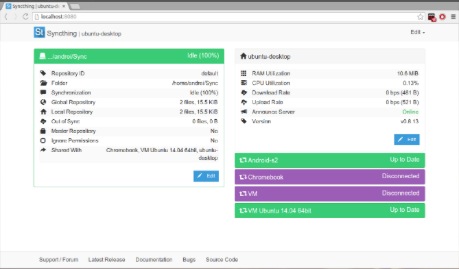 Syncthing | ubuntu-d
localhost:8080
Syncthing | ubuntu-desktop
Edit
.../andrei/Sync
Idle (100%)
Repository ID
default
Folder
/home/andrei/Sync
Synchronization
Idle (100%)
Global Repository
2 files, 15.5 KiB
Local Repository
2 files, 15.5 KiB
Out of Sync
0 files, 0 B
Master Repository
No
Ignore Permissions
No
Shared With
Chromebook, VM Ubuntu 14.04 64bit, ubuntu-
desktop
Edit
ubuntu-desktop
RAM Utilization
10.6 MiB
CPU Utilization
0.13%
Download Rate
0 bps (481 B)
Upload Rate
0 bps (521 B)
Announce Server
Online
Version
v0.8.13
Edit
Android-s2
Up to Date
Chromebook
Disconnected
VM
Disconnected
VM Ubuntu 14.04 64bit
Up to Date
Support / Forum
Latest Release
Documentation
Bugs
Source Code